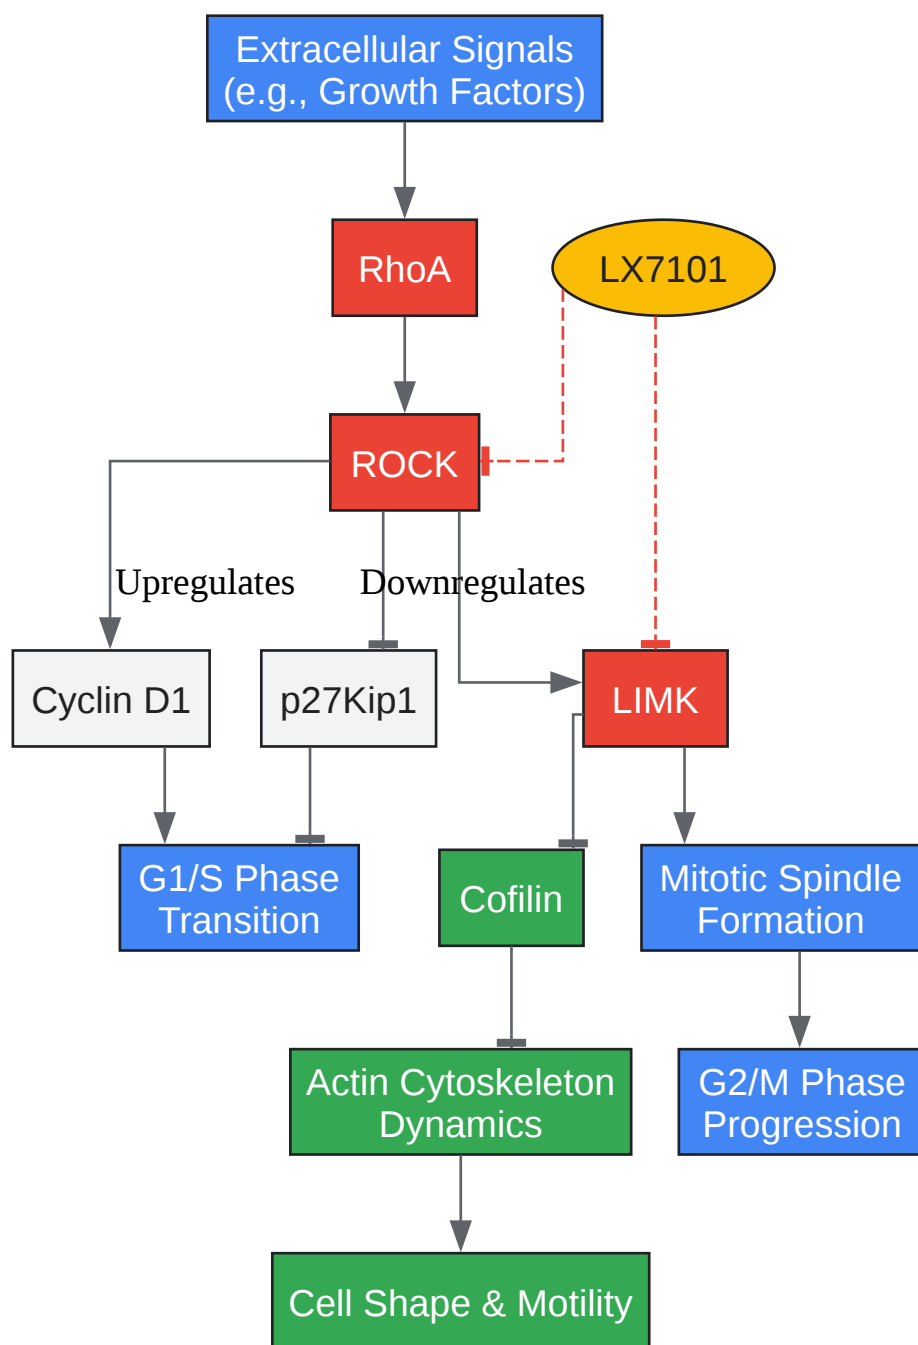 Extracellular Signals
(e.g., Growth Factors)
RhoA
LX7101
ROCK
Upregulates
Downregulates
Cyclin D1
p27Kip1
LIMK
G1/S Phase
Transition
Cofilin
Mitotic Spindle
Formation
Actin Cytoskeleton
Dynamics
G2/M Phase
Progression
Cell Shape & Motility